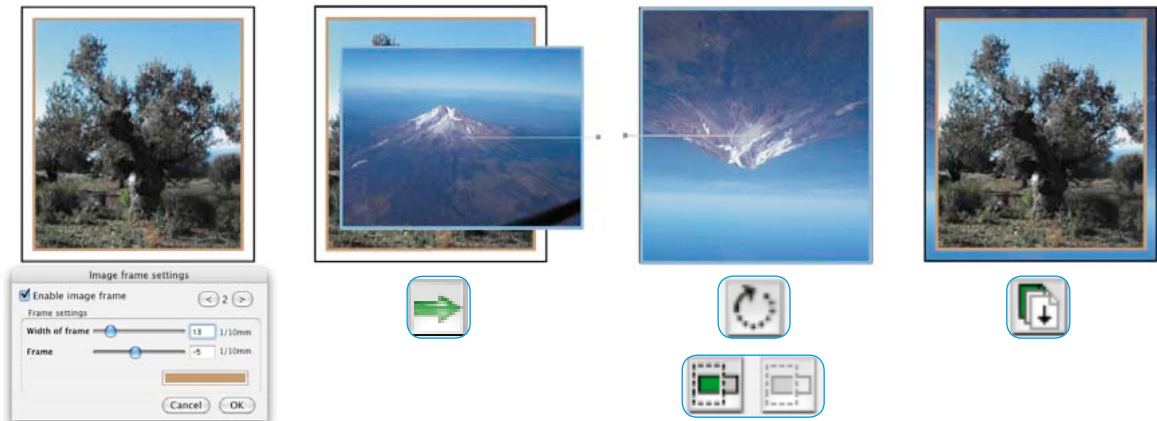 Image frame settings
Enable image frame < 2 >
Frame settings
Width of frame 13 1/10mm
Frame -5 1/10mm
Cancel OK